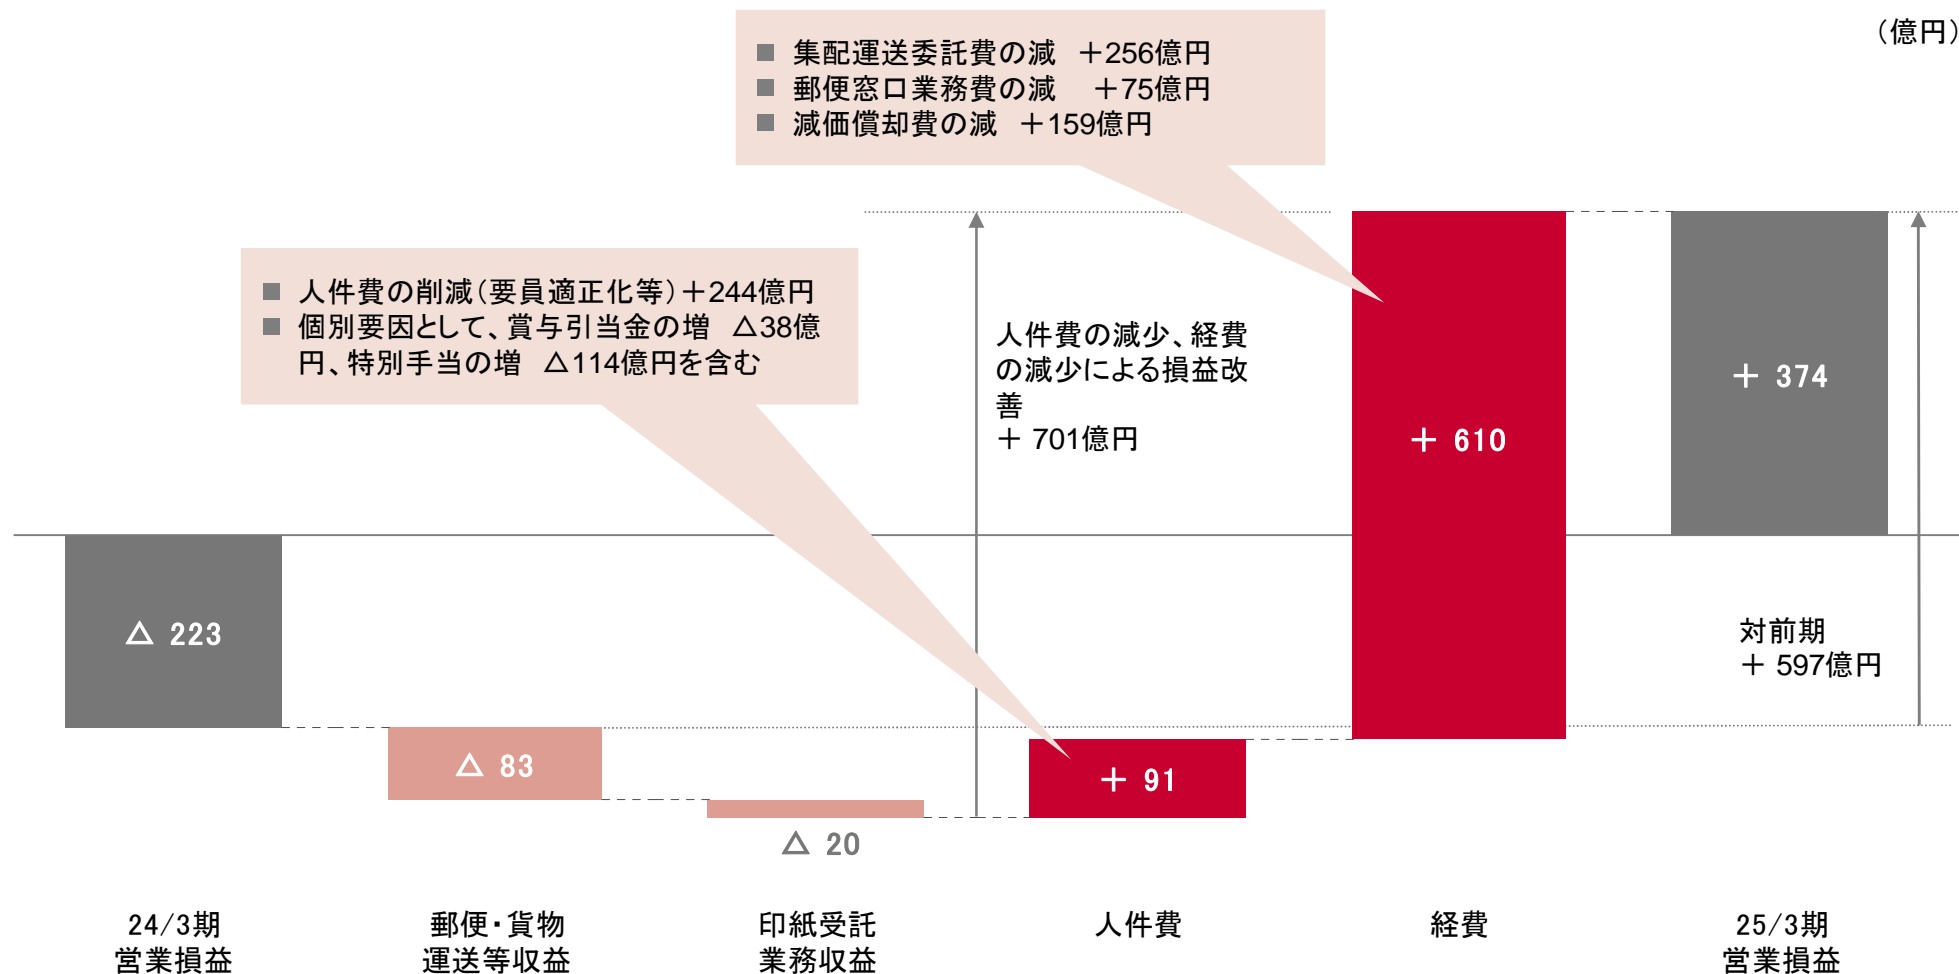 （億円）
■ 集配運送委託費の減　＋256億円
■ 郵便窓口業務費の減　＋75億円
■ 減価償却費の減　＋159億円
■ 人件費の削減（要員適正化等）＋244億円
■ 個別要因として、賞与引当金の増　△38億
円、特別手当の増　△114億円を含む
人件費の減少、経費
の減少による損益改
善
＋ 701億円
＋ 610
＋ 374
△ 223
対前期
＋ 597億円
△ 83
＋ 91
△ 20
24/3期
営業損益
郵便・貨物
運送等収益
印紙受託
業務収益
人件費
経費
25/3期
営業損益